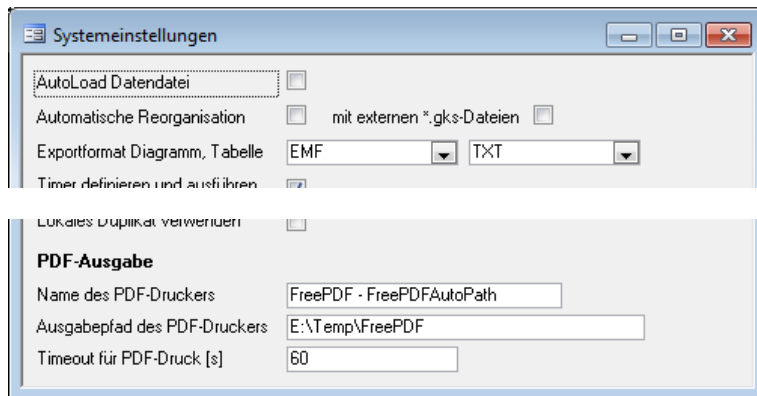 Systemeinstellungen
AutoLoad Datendatei
Automatische Reorganisation mit externen *.gks-Dateien
Exportformat Diagramm, Tabelle EMF TXT
Timer definieren und ausführen
Lokales Duplikat verwenden
PDF-Ausgabe
Name des PDF-Druckers FreePDF - FreePDFAutoPath
Ausgabepfad des PDF-Druckers E:\Temp\FreePDF
Timeout für PDF-Druck [s] 60